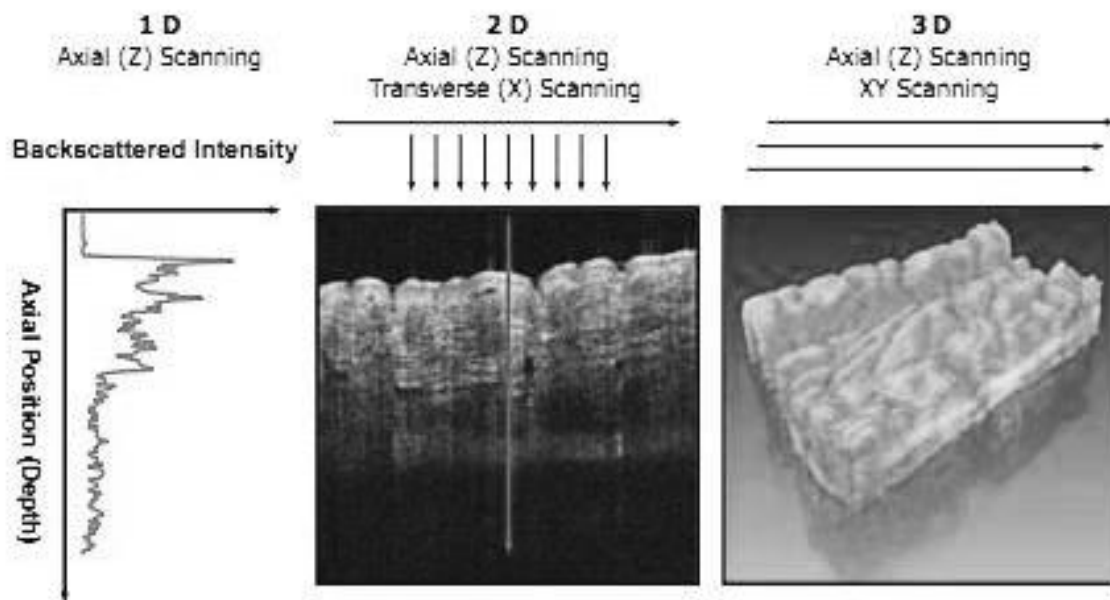 1 D
Axial (Z) Scanning
Backscattered Intensity
Axial Position (Depth)
2 D
Axial (Z) Scanning
Transverse (X) Scanning
3 D
Axial (Z) Scanning
XY Scanning